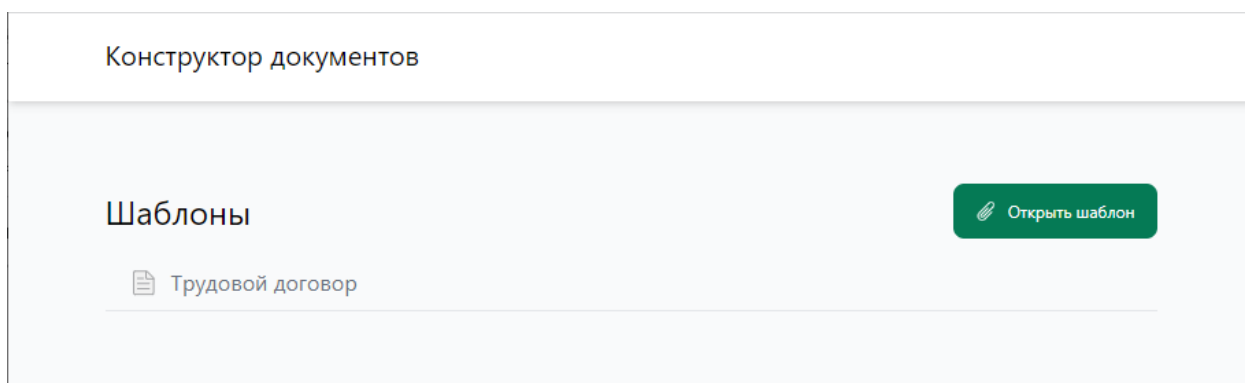 Конструктор документов
Шаблоны
Открыть шаблон
Трудовой договор